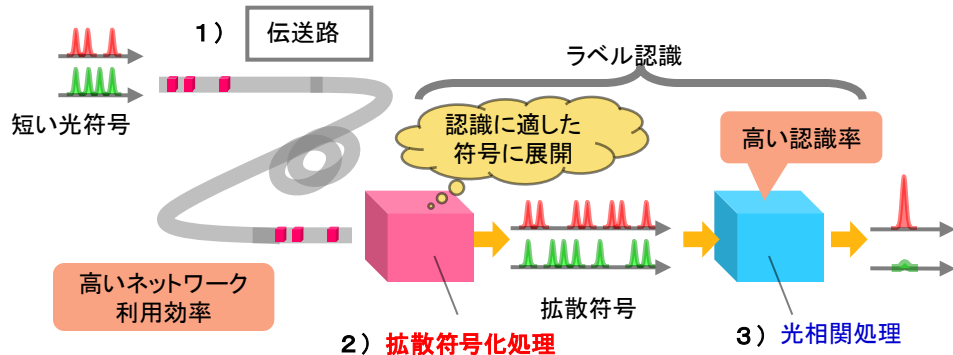 1）
伝送路
ラベル認識
短い光符号
認識に適した
符号に展開
高い認識率
高いネットワーク
利用効率
拡散符号
2）拡散符号化処理
3）光相関処理